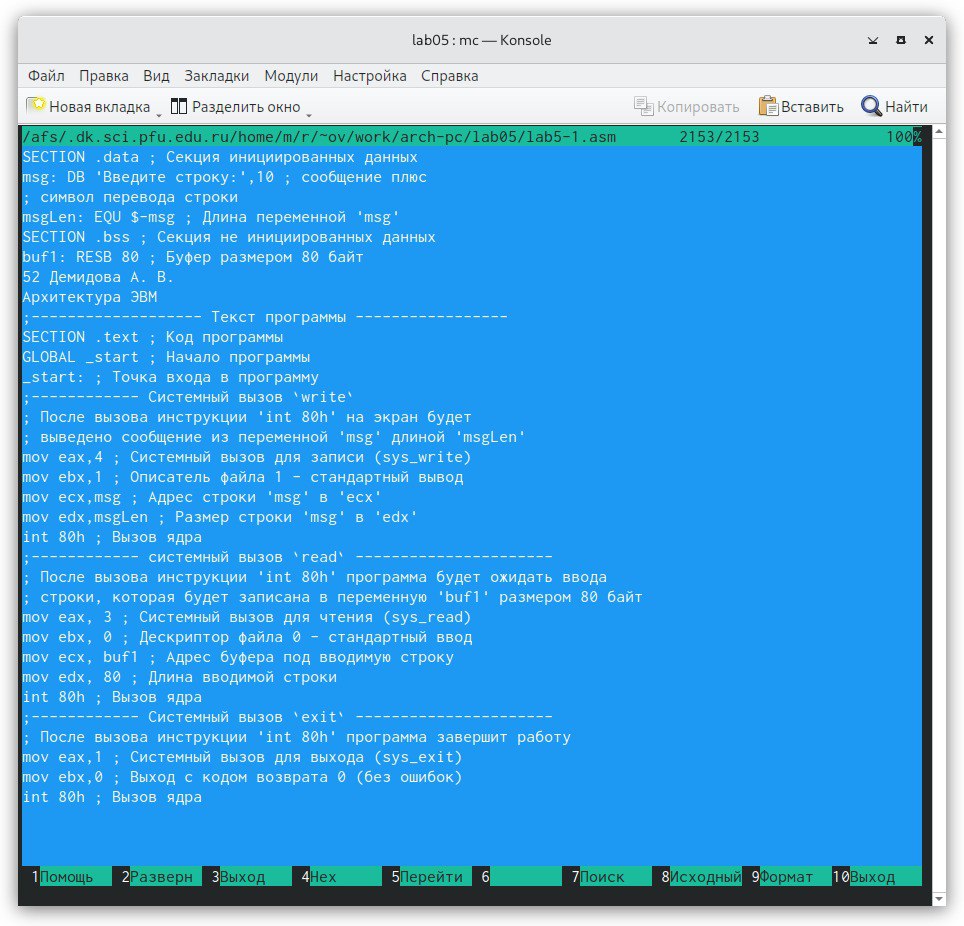 lab05 : mc — Konsole
Файл Правка Вид Закладки Модули Настройка Справка
Новая вкладка Разделить окно Копировать Вставить Найти
/afs/.dk.sci.pfu.edu.ru/home/m/r/~ov/work/arch-pc/lab05/lab5-1.asm 2153/2153 100%
SECTION .data ; Секция инициированных данных
msg: DB 'Введите строку:',10 ; сообщение плюс
; символ перевода строки
msgLen: EQU $-msg ; Длина переменной 'msg'
SECTION .bss ; Секция не инициированных данных
buf1: RESB 80 ; Буфер размером 80 байт
52 Демидова А. В.
Архитектура ЭВМ
;------------------- Текст программы -----------------
SECTION .text ; Код программы
GLOBAL _start ; Начало программы
_start: ; Точка входа в программу
;------------ Системный вызов `write`
; После вызова инструкции 'int 80h' на экран будет
; выведено сообщение из переменной 'msg' длиной 'msgLen'
mov eax,4 ; Системный вызов для записи (sys_write)
mov ebx,1 ; Описатель файла 1 - стандартный вывод
mov ecx,msg ; Адрес строки 'msg' в 'ecx'
mov edx,msgLen ; Размер строки 'msg' в 'edx'
int 80h ; Вызов ядра
;------------ системный вызов `read` ----------------------
; После вызова инструкции 'int 80h' программа будет ожидать ввода
; строки, которая будет записана в переменную 'buf1' размером 80 байт
mov eax, 3 ; Системный вызов для чтения (sys_read)
mov ebx, 0 ; Дескриптор файла 0 - стандартный ввод
mov ecx, buf1 ; Адрес буфера под вводимую строку
mov edx, 80 ; Длина вводимой строки
int 80h ; Вызов ядра
;------------ Системный вызов `exit` ----------------------
; После вызова инструкции 'int 80h' программа завершит работу
mov eax,1 ; Системный вызов для выхода (sys_exit)
mov ebx,0 ; Выход с кодом возврата 0 (без ошибок)
int 80h ; Вызов ядра
1Помощь 2Разверн 3Выход 4Hex 5Перейти 6 7Поиск 8Исходный 9Формат 10Выход